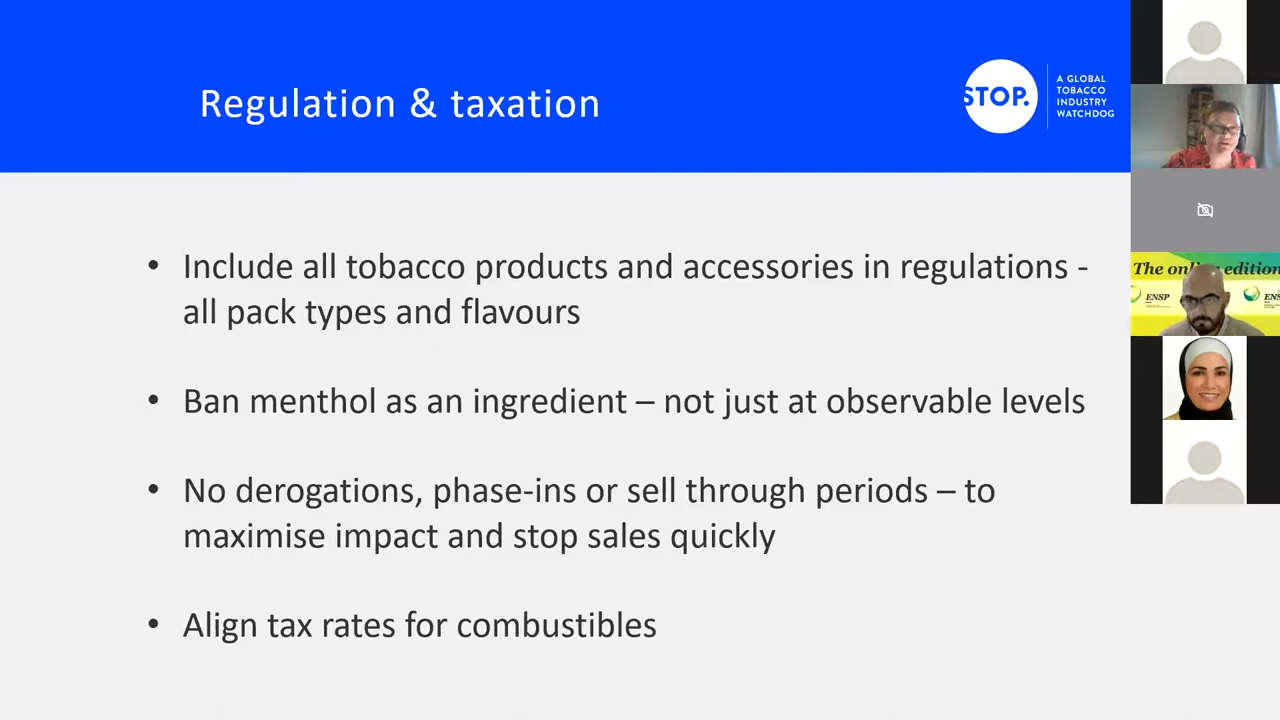 Regulation & taxation
STOP.
A GLOBAL
TOBACCO
INDUSTRY
WATCHDOG
• Include all tobacco products and accessories in regulations -
all pack types and flavours
• Ban menthol as an ingredient – not just at observable levels
• No derogations, phase-ins or sell through periods – to
maximise impact and stop sales quickly
• Align tax rates for combustibles
The online edition
ENSP
ENS